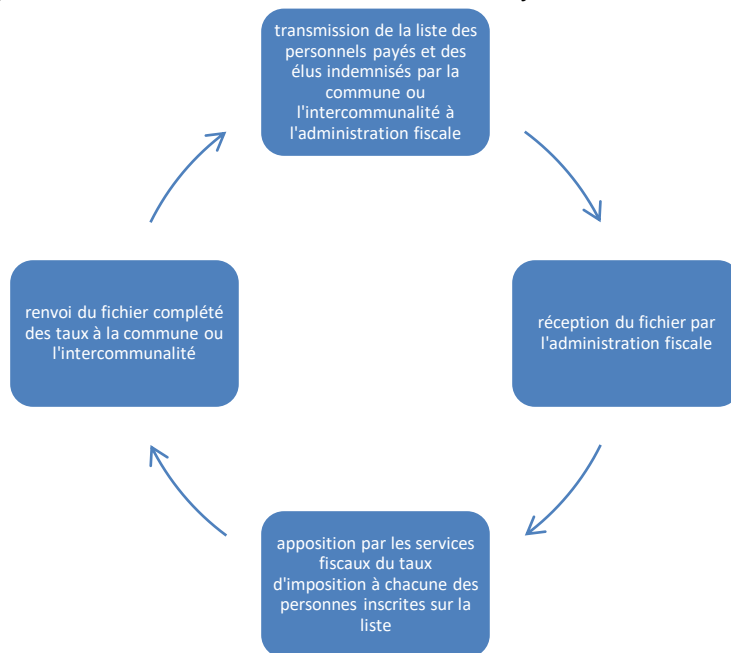 transmission de la liste des
personnels payés et des
élus indemnisés par la
commune ou
l'intercommunalité à
l'administration fiscale
réception du fichier par
l'administration fiscale
apposition par les services
fiscaux du taux
d'imposition à chacune des
personnes inscrites sur la
liste
renvoi du fichier complété
des taux à la commune ou
l'intercommunalité